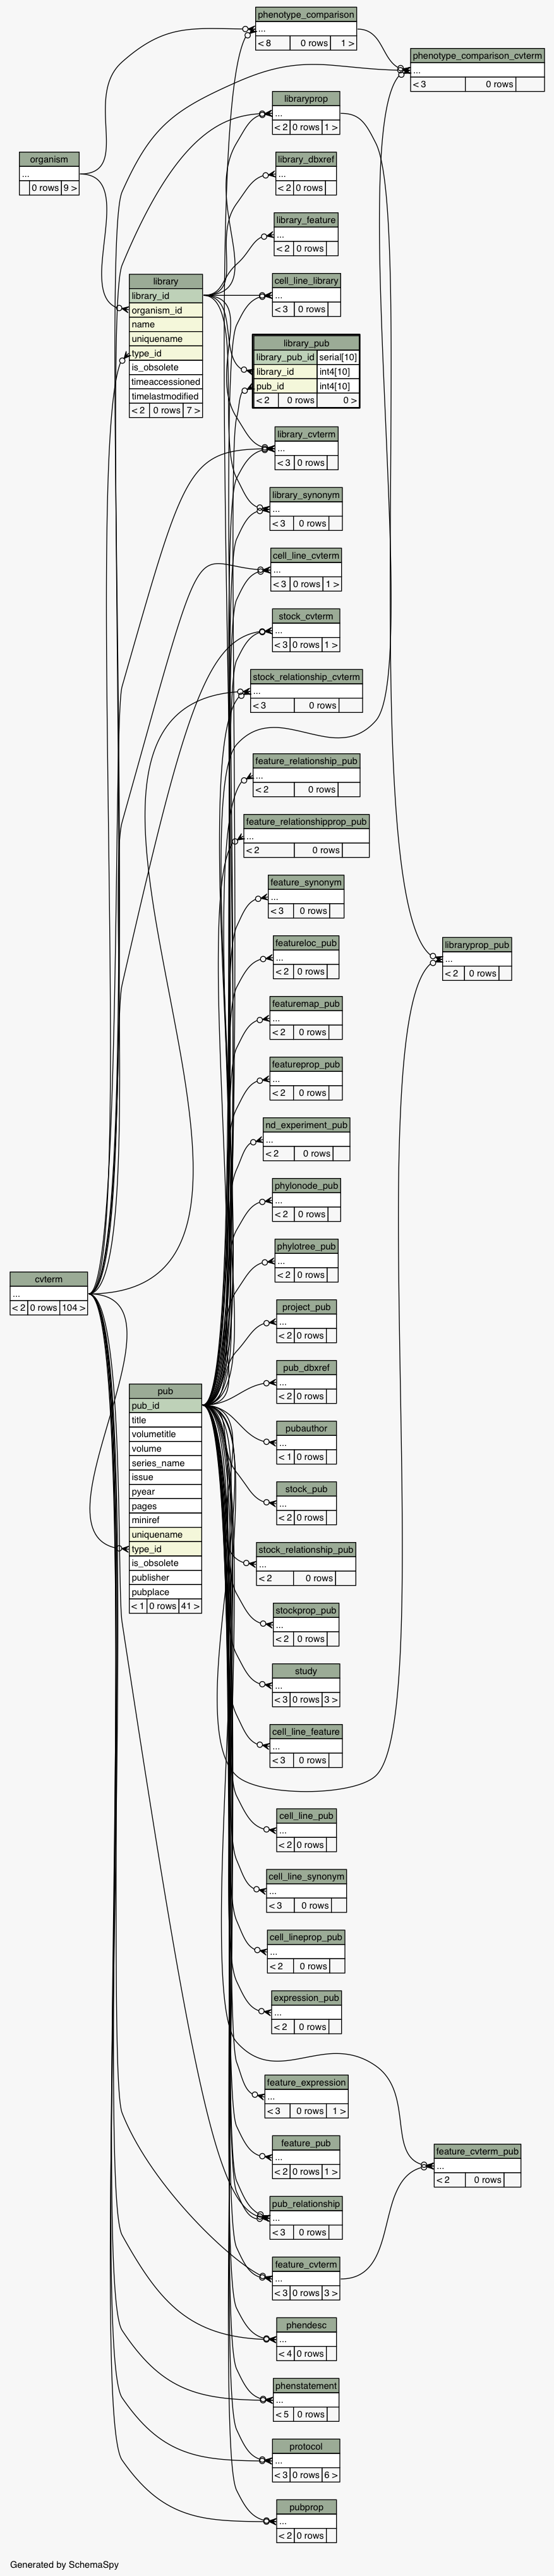 phenotype_comparison
...
< 8 0 rows 1 >
phenotype_comparison_cvterm
...
< 3 0 rows
libraryprop
...
< 2 0 rows 1 >
organism
...
0 rows 9 >
library_dbxref
...
< 2 0 rows
library_feature
...
< 2 0 rows
library
library_id
organism_id
name
uniquename
type_id
is_obsolete
timeaccessioned
timelastmodified
< 2 0 rows 7 >
cell_line_library
...
< 3 0 rows
library_pub
library_pub_id serial[10]
library_id int4[10]
pub_id int4[10]
< 2 0 rows 0 >
library_cvterm
...
< 3 0 rows
library_synonym
...
< 3 0 rows
cell_line_cvterm
...
< 3 0 rows 1 >
stock_cvterm
...
< 3 0 rows 1 >
stock_relationship_cvterm
...
< 3 0 rows
feature_relationship_pub
...
< 2 0 rows
feature_relationshipprop_pub
...
< 2 0 rows
feature_synonym
...
< 3 0 rows
featureloc_pub
...
< 2 0 rows
libraryprop_pub
...
< 2 0 rows
featuremap_pub
...
< 2 0 rows
featureprop_pub
...
< 2 0 rows
nd_experiment_pub
...
< 2 0 rows
phylonode_pub
...
< 2 0 rows
phylotree_pub
...
< 2 0 rows
cvterm
...
< 2 0 rows 104 >
project_pub
...
< 2 0 rows
pub_dbxref
...
< 2 0 rows
pub
pub_id
title
volumetitle
volume
series_name
issue
pyear
pages
miniref
uniquename
type_id
is_obsolete
publisher
pubplace
< 1 0 rows 41 >
pubauthor
...
< 1 0 rows
stock_pub
...
< 2 0 rows
stock_relationship_pub
...
< 2 0 rows
stockprop_pub
...
< 2 0 rows
study
...
< 3 0 rows 3 >
cell_line_feature
...
< 3 0 rows
cell_line_pub
...
< 2 0 rows
cell_line_synonym
...
< 3 0 rows
cell_lineprop_pub
...
< 2 0 rows
expression_pub
...
< 2 0 rows
feature_expression
...
< 3 0 rows 1 >
feature_pub
...
< 2 0 rows 1 >
feature_cvterm_pub
...
< 2 0 rows
pub_relationship
...
< 3 0 rows
feature_cvterm
...
< 3 0 rows 3 >
phendesc
...
< 4 0 rows
phenstatement
...
< 5 0 rows
protocol
...
< 3 0 rows 6 >
pubprop
...
< 2 0 rows
Generated by SchemaSpy